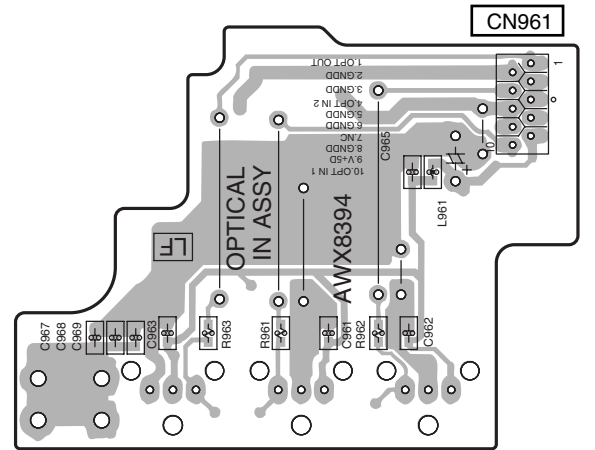 CN961
1.OPT OUT
2.GNDD
3.GNDD
4.OPT IN 2
5.GNDD
6.GNDD
7.NC
8.GNDD
9.V+5D
10.OPT IN 1
1
10
C965
+
L961
OPTICAL
IN ASSY
AWX8394
LF
C967
C968
C969
C963
R963
R961
C961
R962
C962